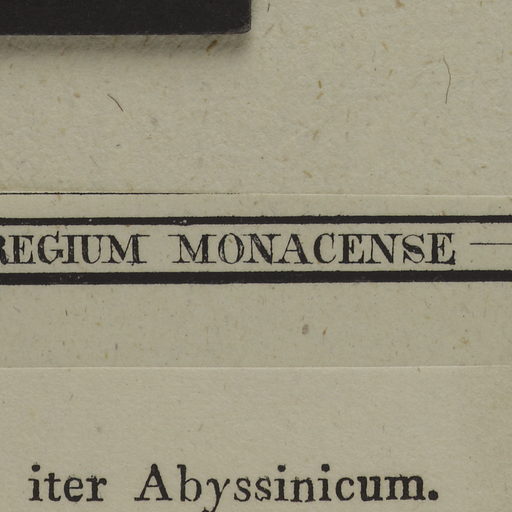 REGIUM MONACENSE
iter Abyssinicum.